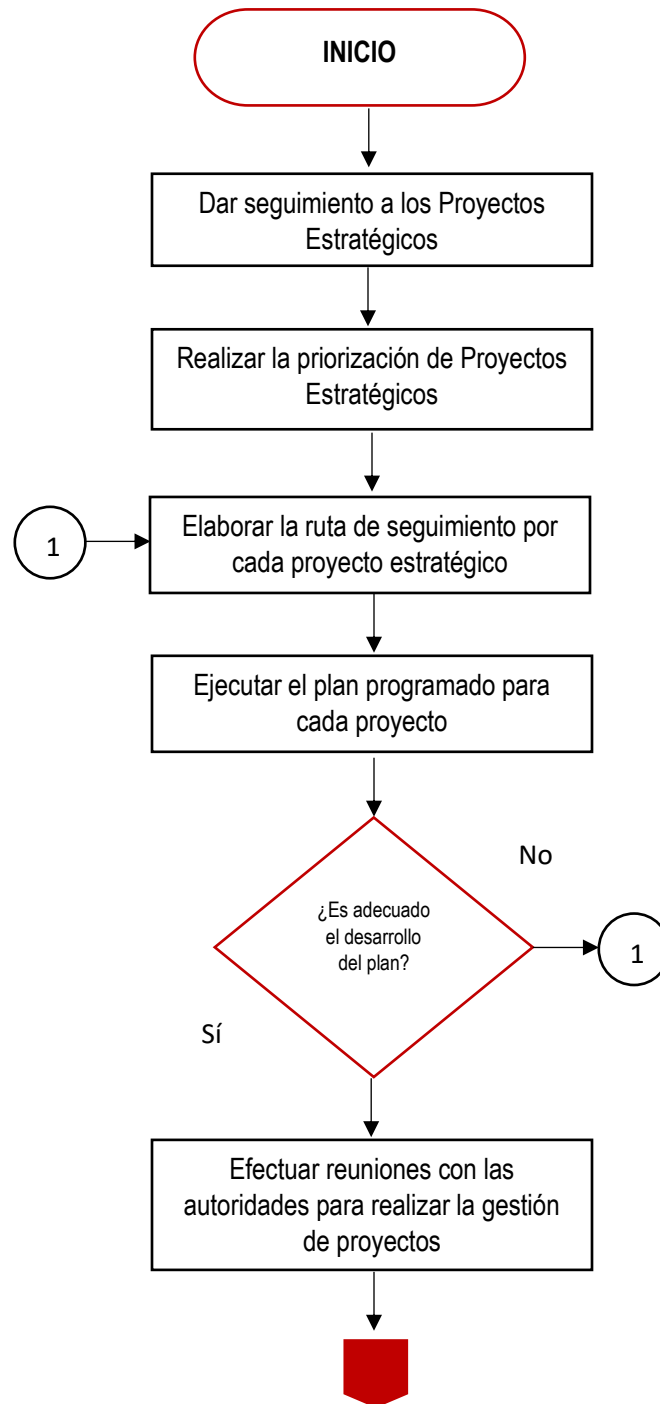 INICIO
Dar seguimiento a los Proyectos
Estratégicos
Realizar la priorización de Proyectos
Estratégicos
1
Elaborar la ruta de seguimiento por
cada proyecto estratégico
Ejecutar el plan programado para
cada proyecto
¿Es adecuado
el desarrollo
del plan?
No
1
Sí
Efectuar reuniones con las
autoridades para realizar la gestión
de proyectos